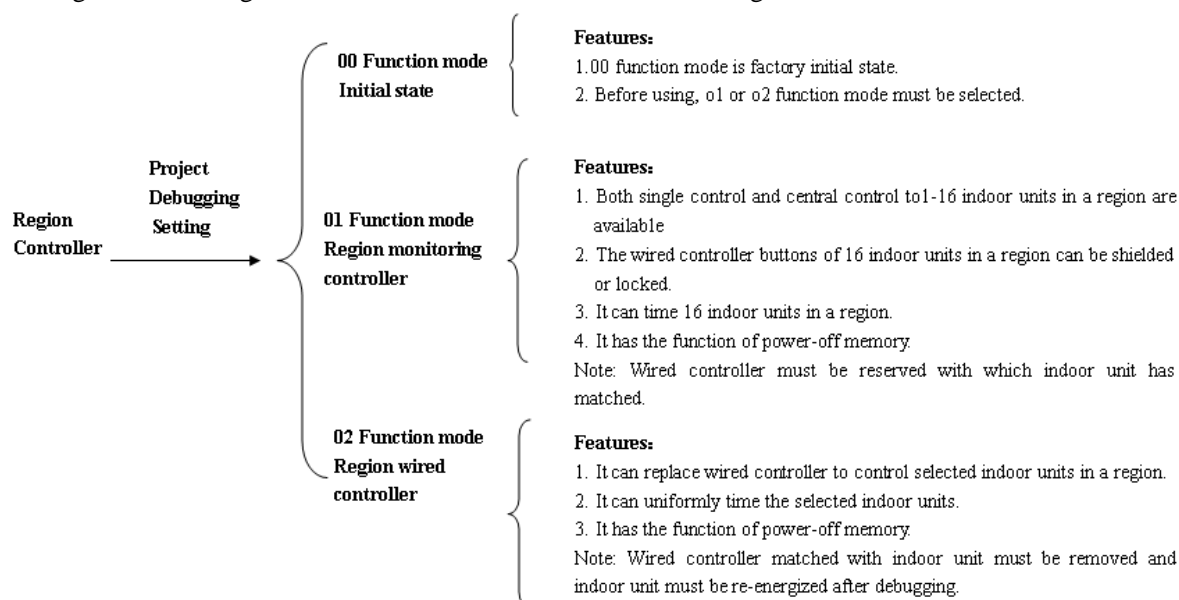 Region
Controller
Project
Debugging
Setting
00 Function mode
Initial state
Features:
1.00 function mode is factory initial state.
2. Before using, o1 or o2 function mode must be selected.
01 Function mode
Region monitoring
controller
Features:
1. Both single control and central control to1-16 indoor units in a region are
available
2. The wired controller buttons of 16 indoor units in a region can be shielded
or locked.
3. It can time 16 indoor units in a region.
4. It has the function of power-off memory.
Note: Wired controller must be reserved with which indoor unit has
matched.
02 Function mode
Region wired
controller
Features:
1. It can replace wired controller to control selected indoor units in a region.
2. It can uniformly time the selected indoor units.
3. It has the function of power-off memory.
Note: Wired controller matched with indoor unit must be removed and
indoor unit must be re-energized after debugging.